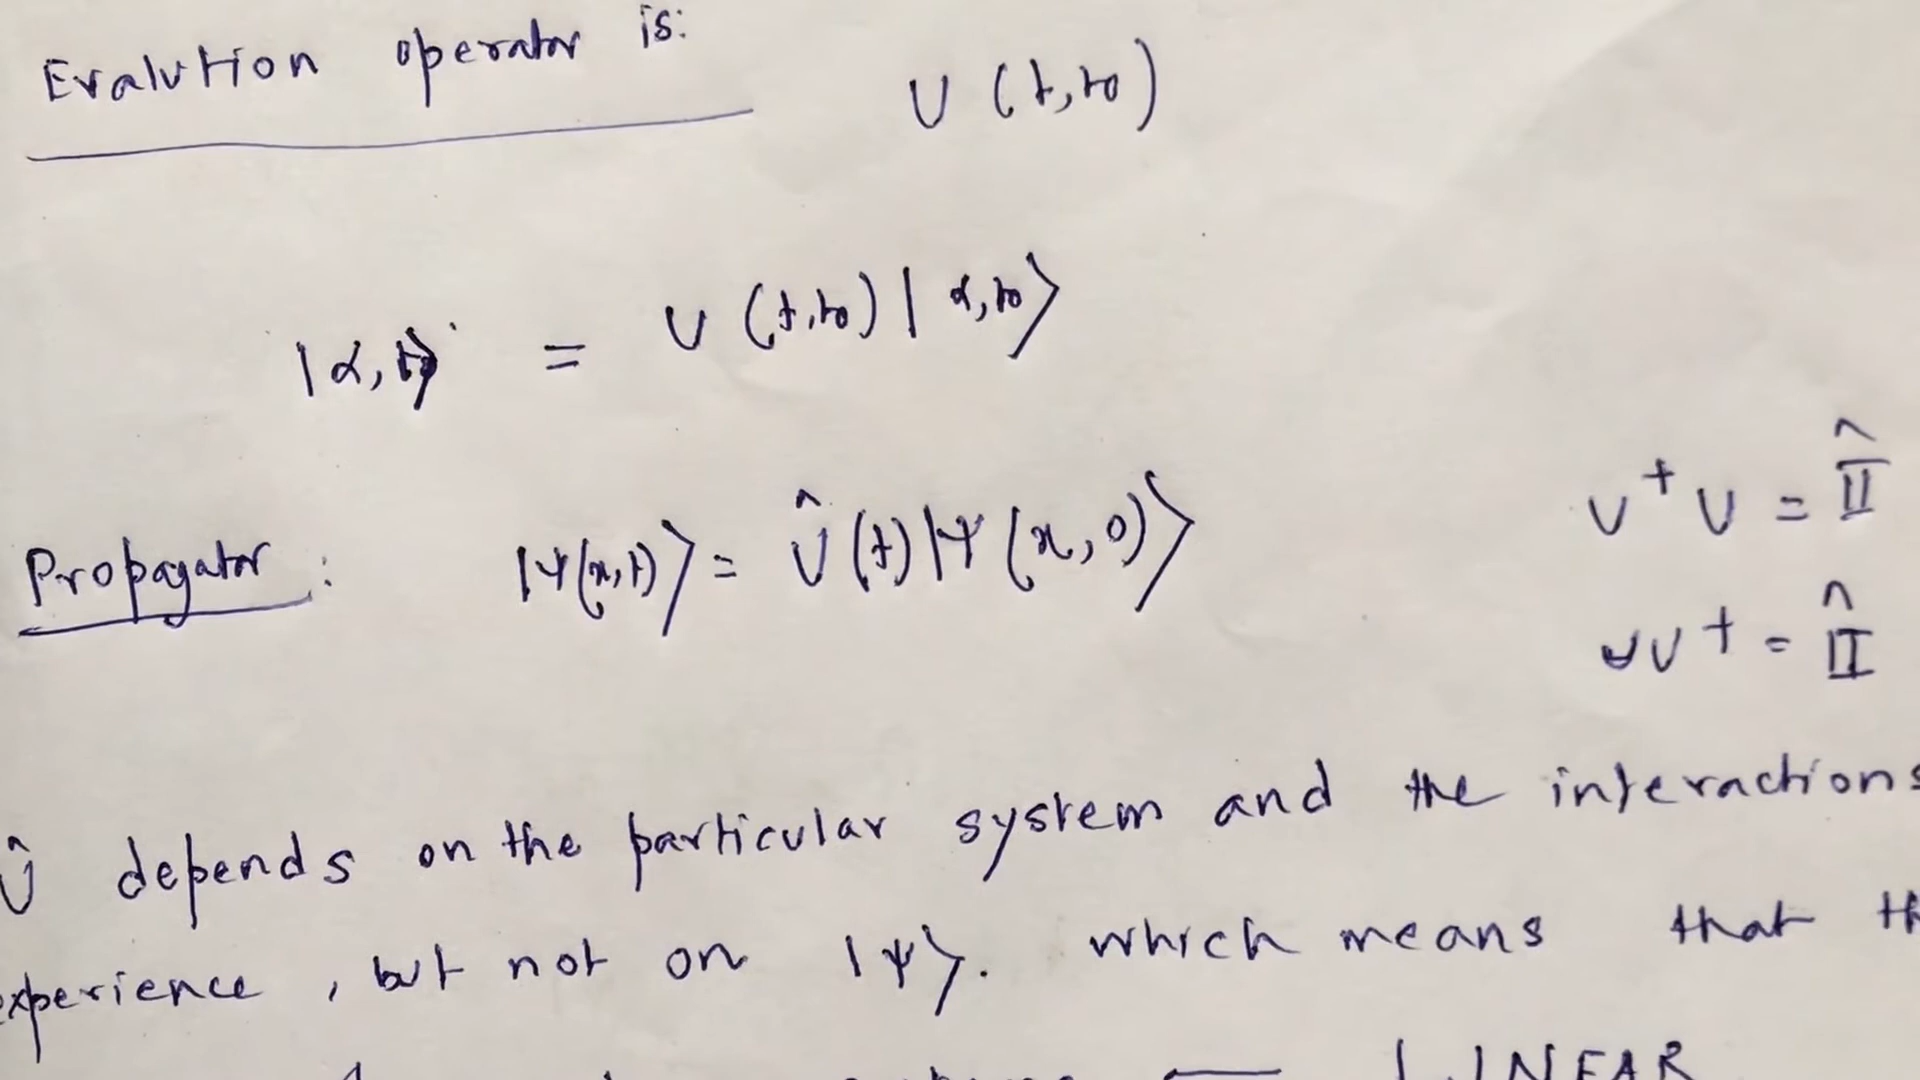 Evalution operator is: U (t,t0)
|α,t⟩ = U (t,t0) | α,t0⟩
Propagator : |Ψ(x,t)⟩ = Û (t) |Ψ (x,0)⟩
U† U = 𝕀̂
UU† = 𝕀̂
Û depends on the particular system and the interactions
experience, but not on |Ψ⟩. which means that th
← LINEAR